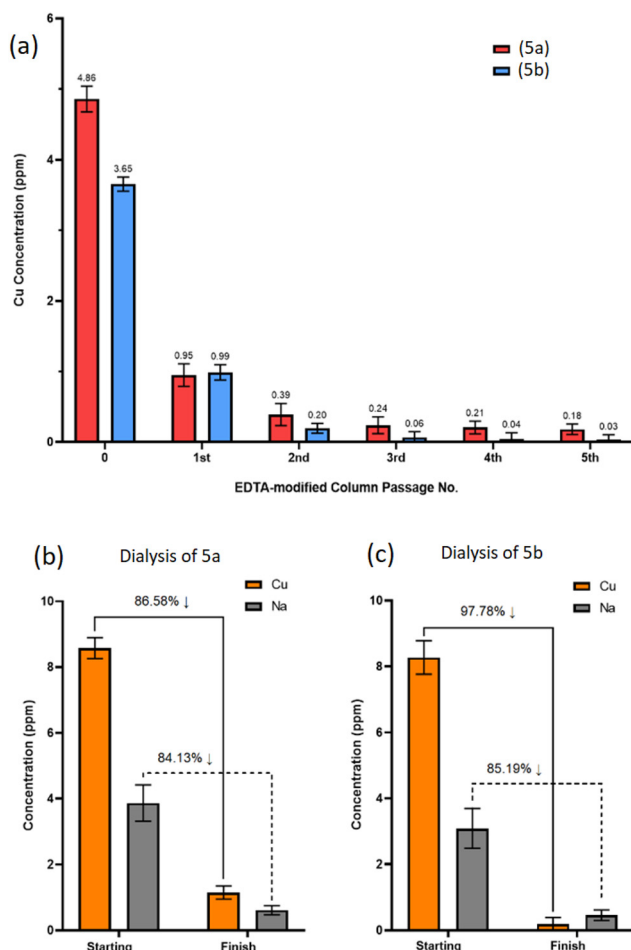 (a)
(5a)
(5b)
Cu Concentration (ppm)
6
4
2
0
4.86
3.65
0.95
0.99
0.39
0.20
0.24
0.06
0.21
0.04
0.18
0.03
0
1st
2nd
3rd
4th
5th
EDTA-modified Column Passage No.
(b)
Dialysis of 5a
Cu
Na
86.58% ↓
84.13% ↓
Concentration (ppm)
10
8
6
4
2
0
Starting
Finish
(c)
Dialysis of 5b
Cu
Na
97.78% ↓
85.19% ↓
Concentration (ppm)
10
8
6
4
2
0
Starting
Finish